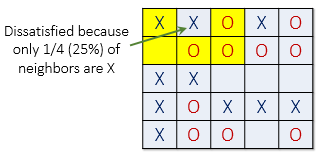 X X O X O
Dissatisfied because
only 1/4 (25%) of
neighbors are X
O O O O
X X
X O X X X
X O O O